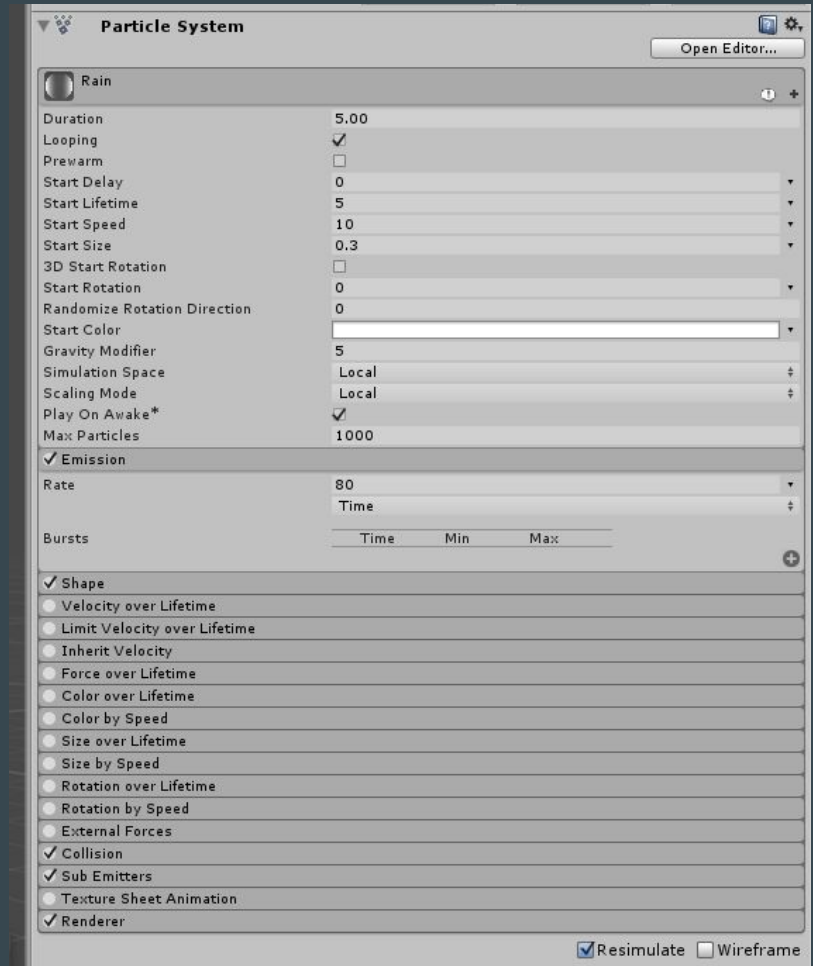 Particle System
Open Editor...
Rain
Duration 5.00
Looping
Prewarm
Start Delay 0
Start Lifetime 5
Start Speed 10
Start Size 0.3
3D Start Rotation
Start Rotation 0
Randomize Rotation Direction 0
Start Color
Gravity Modifier 5
Simulation Space Local
Scaling Mode Local
Play On Awake*
Max Particles 1000
Emission
Rate 80
Time
Bursts Time Min Max
Shape
Velocity over Lifetime
Limit Velocity over Lifetime
Inherit Velocity
Force over Lifetime
Color over Lifetime
Color by Speed
Size over Lifetime
Size by Speed
Rotation over Lifetime
Rotation by Speed
External Forces
Collision
Sub Emitters
Texture Sheet Animation
Renderer
Resimulate Wireframe